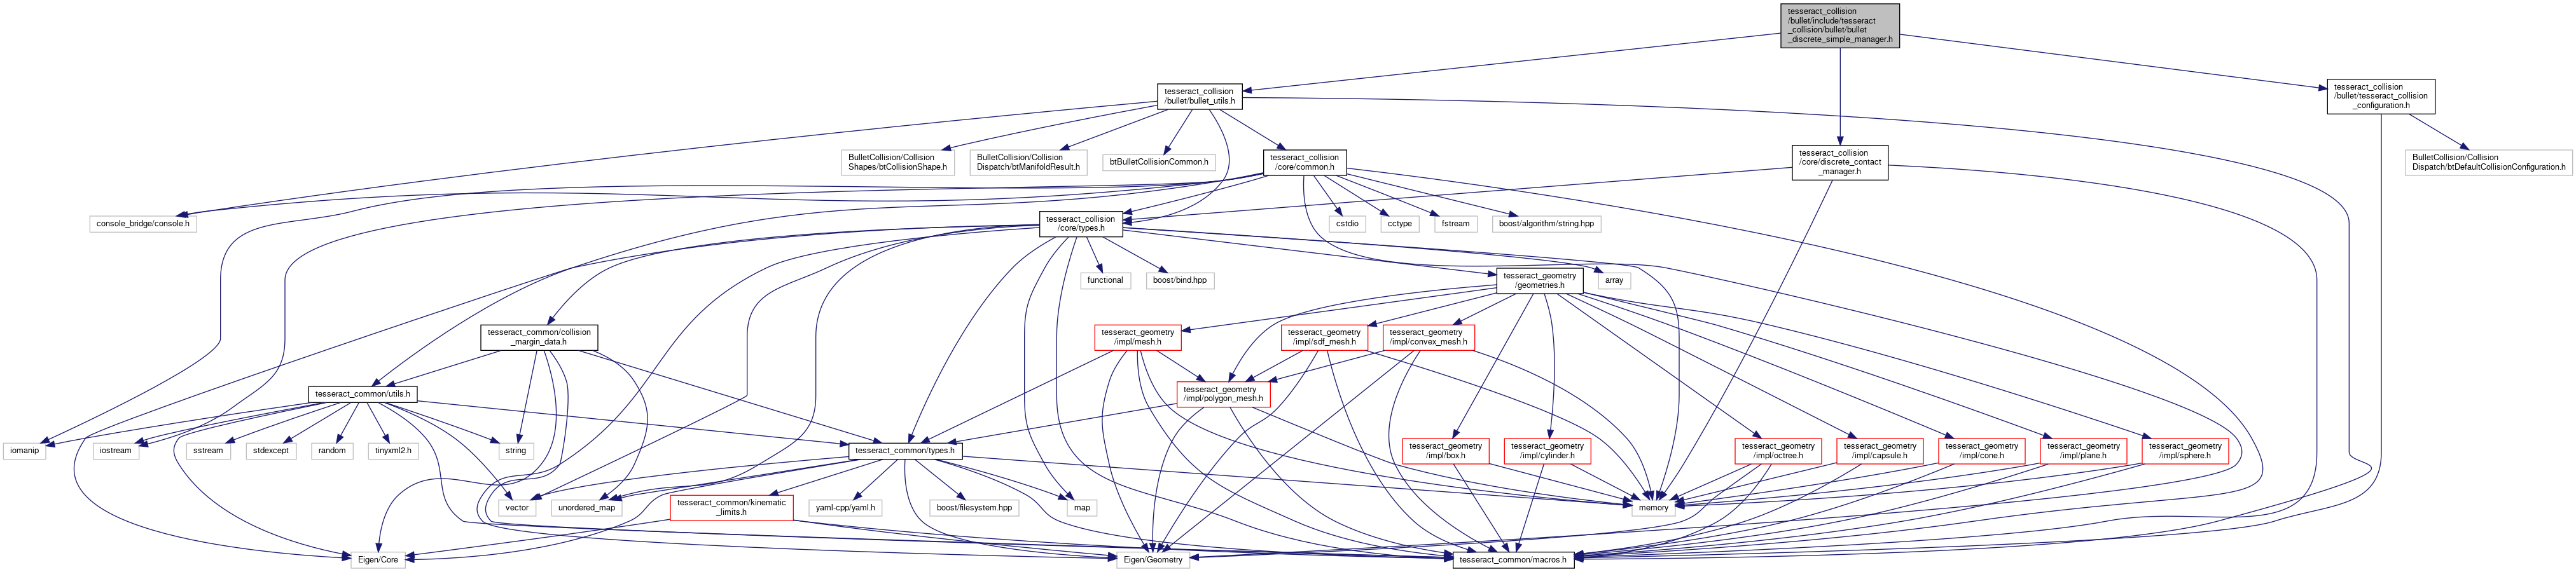 tesseract_collision
/bullet/include/tesseract
_collision/bullet/bullet
_discrete_simple_manager.h
tesseract_collision
/bullet/bullet_utils.h
tesseract_collision
/bullet/tesseract_collision
_configuration.h
BulletCollision/Collision
Shapes/btCollisionShape.h
BulletCollision/Collision
Dispatch/btManifoldResult.h
btBulletCollisionCommon.h
tesseract_collision
/core/common.h
tesseract_collision
/core/discrete_contact
_manager.h
BulletCollision/Collision
Dispatch/btDefaultCollisionConfiguration.h
console_bridge/console.h
tesseract_collision
/core/types.h
cstdio
cctype
fstream
boost/algorithm/string.hpp
functional
boost/bind.hpp
tesseract_geometry
/geometries.h
array
tesseract_common/collision
_margin_data.h
tesseract_geometry
/impl/mesh.h
tesseract_geometry
/impl/sdf_mesh.h
tesseract_geometry
/impl/convex_mesh.h
tesseract_common/utils.h
tesseract_geometry
/impl/polygon_mesh.h
iomanip
iostream
sstream
stdexcept
random
tinyxml2.h
string
tesseract_common/types.h
tesseract_geometry
/impl/box.h
tesseract_geometry
/impl/cylinder.h
tesseract_geometry
/impl/octree.h
tesseract_geometry
/impl/capsule.h
tesseract_geometry
/impl/cone.h
tesseract_geometry
/impl/plane.h
tesseract_geometry
/impl/sphere.h
vector
unordered_map
tesseract_common/kinematic
_limits.h
yaml-cpp/yaml.h
boost/filesystem.hpp
map
memory
Eigen/Core
Eigen/Geometry
tesseract_common/macros.h